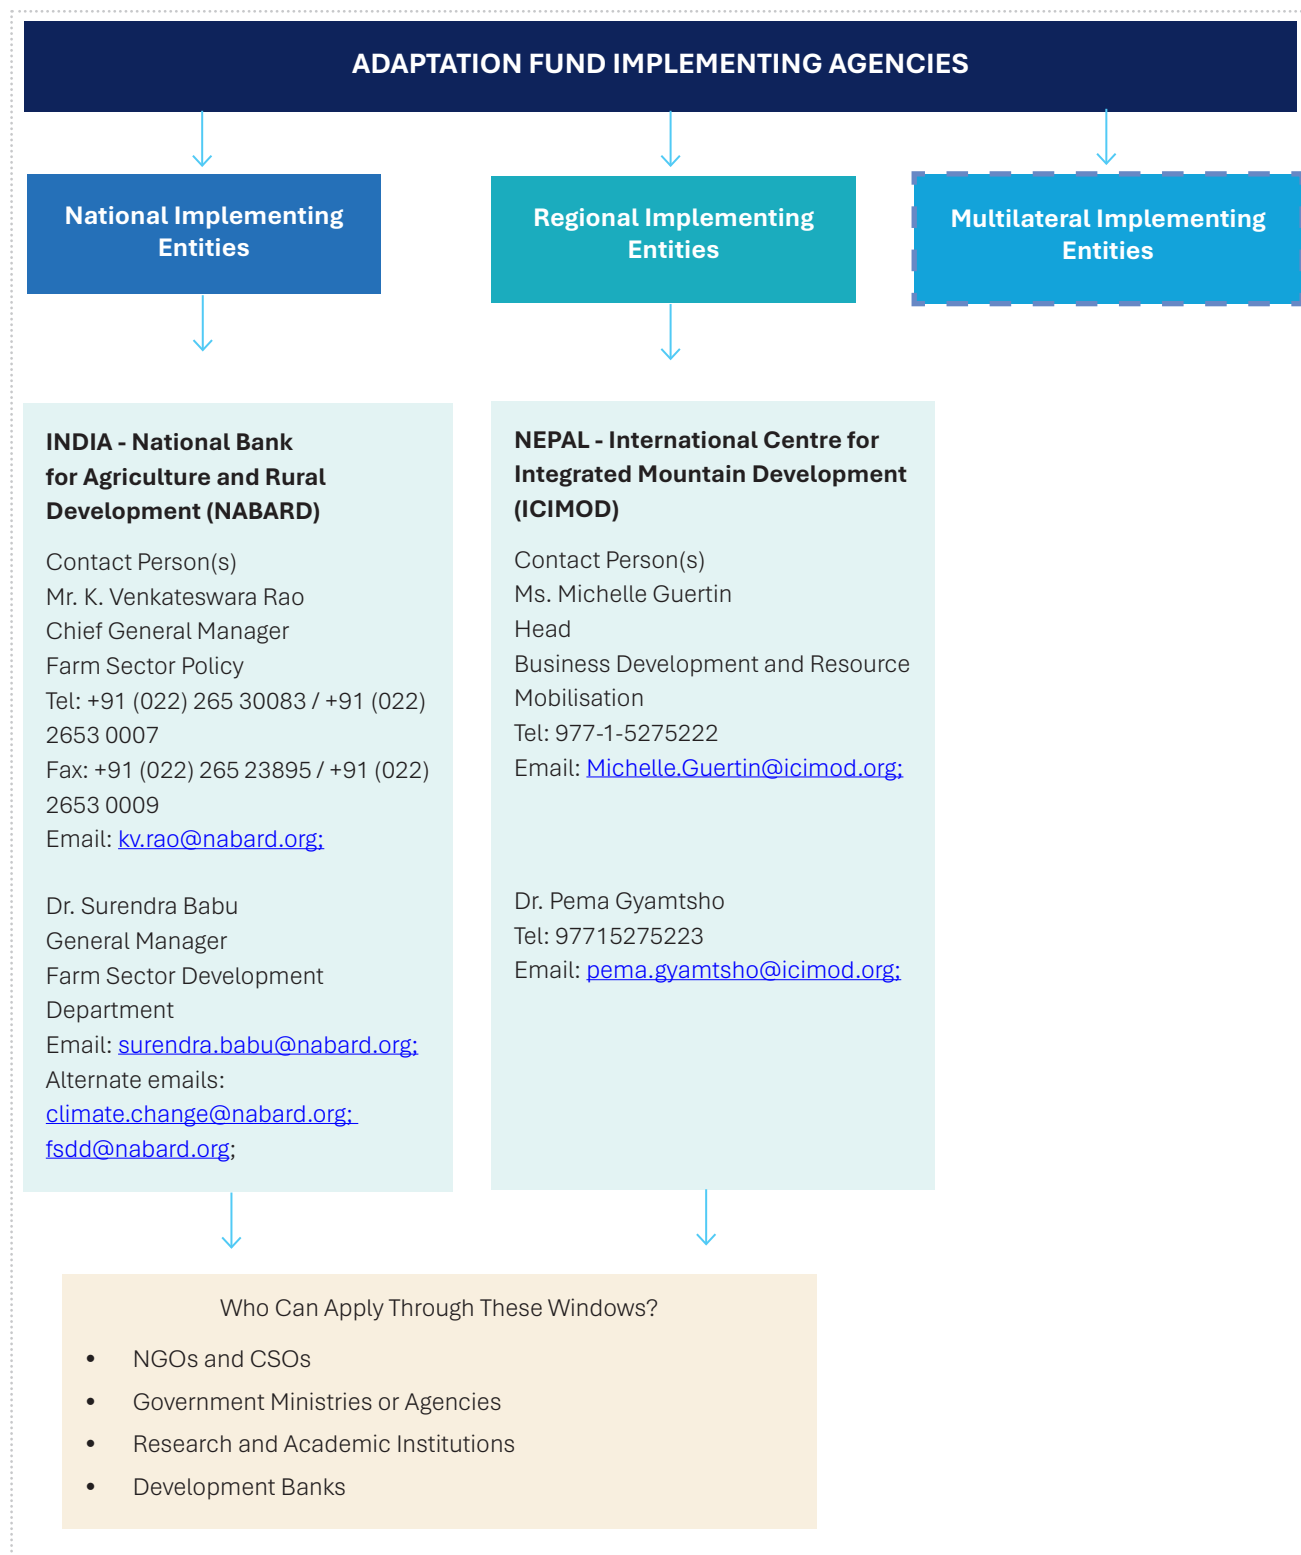 ADAPTATION FUND IMPLEMENTING AGENCIES
National Implementing
Entities
Regional Implementing
Entities
Multilateral Implementing
Entities
INDIA - National Bank
for Agriculture and Rural
Development (NABARD)
Contact Person(s)
Mr. K. Venkateswara Rao
Chief General Manager
Farm Sector Policy
Tel: +91 (022) 265 30083 / +91 (022)
2653 0007
Fax: +91 (022) 265 23895 / +91 (022)
2653 0009
Email: kv.rao@nabard.org;
Dr. Surendra Babu
General Manager
Farm Sector Development
Department
Email: surendra.babu@nabard.org;
Alternate emails:
climate.change@nabard.org;
fsdd@nabard.org;
NEPAL - International Centre for
Integrated Mountain Development
(ICIMOD)
Contact Person(s)
Ms. Michelle Guertin
Head
Business Development and Resource
Mobilisation
Tel: 977-1-5275222
Email: Michelle.Guertin@icimod.org;
Dr. Pema Gyamtsho
Tel: 97715275223
Email: pema.gyamtsho@icimod.org;
Who Can Apply Through These Windows?
• NGOs and CSOs
• Government Ministries or Agencies
• Research and Academic Institutions
• Development Banks